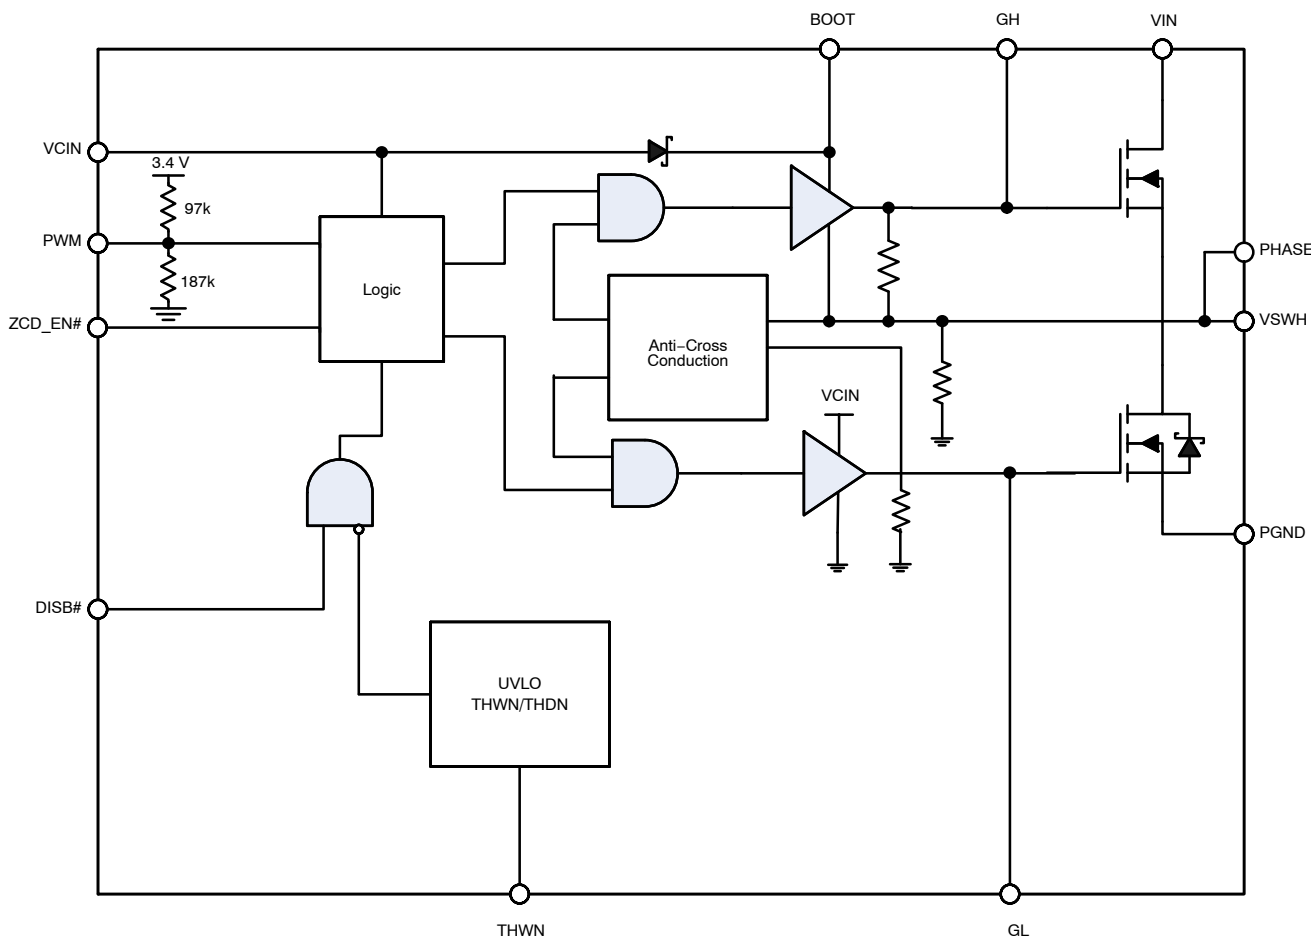 BOOT
GH
VIN
VCIN
3.4 V
97k
PWM
187k
ZCD_EN#
Logic
Anti−Cross
Conduction
PHASE
VSWH
VCIN
PGND
DISB#
UVLO
THWN/THDN
THWN
GL